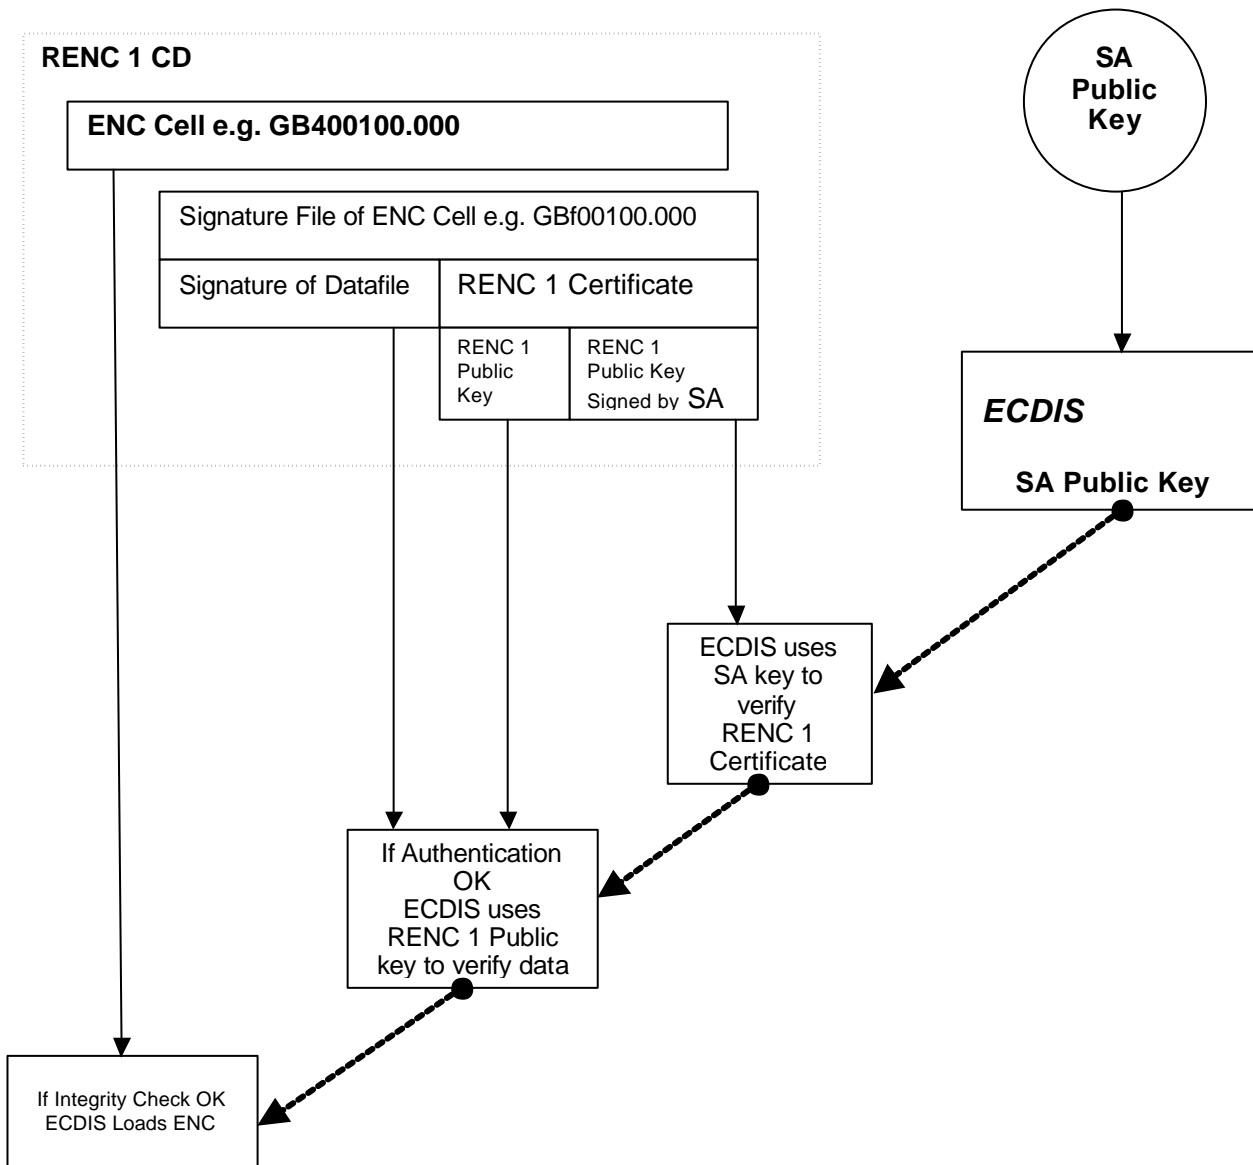 RENC 1 CD
ENC Cell e.g. GB400100.000
Signature File of ENC Cell e.g. GBf00100.000
Signature of Datafile
RENC 1 Certificate
RENC 1
Public
Key
RENC 1
Public Key
Signed by SA
SA
Public
Key
ECDIS
SA Public Key
ECDIS uses
SA key to
verify
RENC 1
Certificate
If Authentication
OK
ECDIS uses
RENC 1 Public
key to verify data
If Integrity Check OK
ECDIS Loads ENC